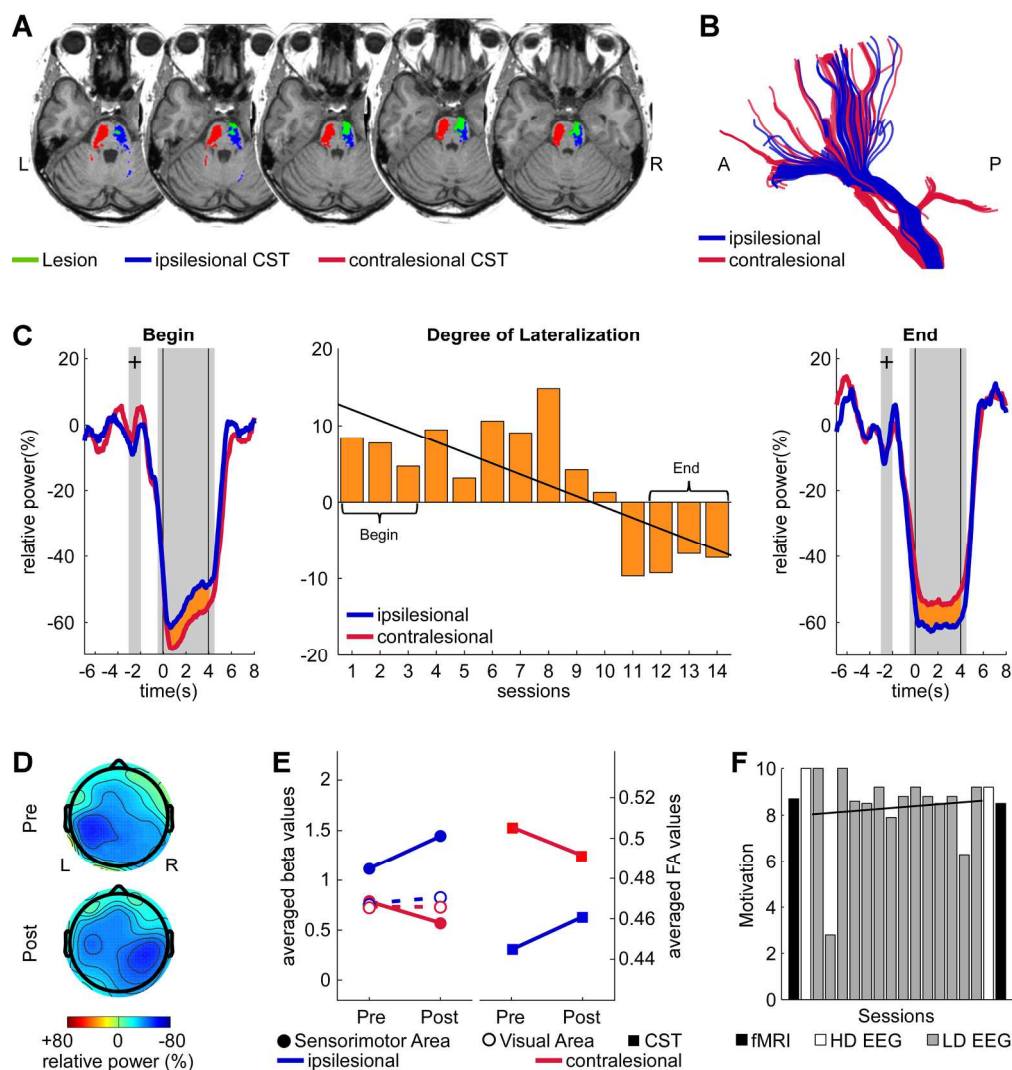 A
L
R
Lesion
ipsilesional CST
contralesional CST
B
A
P
ipsilesional
contralesional
C
Begin
Degree of Lateralization
End
relative power(%)
20
0
-20
-40
-60
+
-6 -4 -2 0 2 4 6 8
time(s)
20
10
0
-10
-20
Begin
End
ipsilesional
contralesional
1 2 3 4 5 6 7 8 9 10 11 12 13 14
sessions
relative power(%)
20
0
-20
-40
-60
+
-6 -4 -2 0 2 4 6 8
time(s)
D
Pre
L
R
Post
+80 0 -80
relative power (%)
E
averaged beta values
2
1.5
1
0.5
0
0.52
0.5
0.48
0.46
0.44
averaged FA values
Pre Post Pre Post
Sensorimotor Area Visual Area CST
ipsilesional contralesional
F
Motivation
10
8
6
4
2
0
Sessions
fMRI HD EEG LD EEG